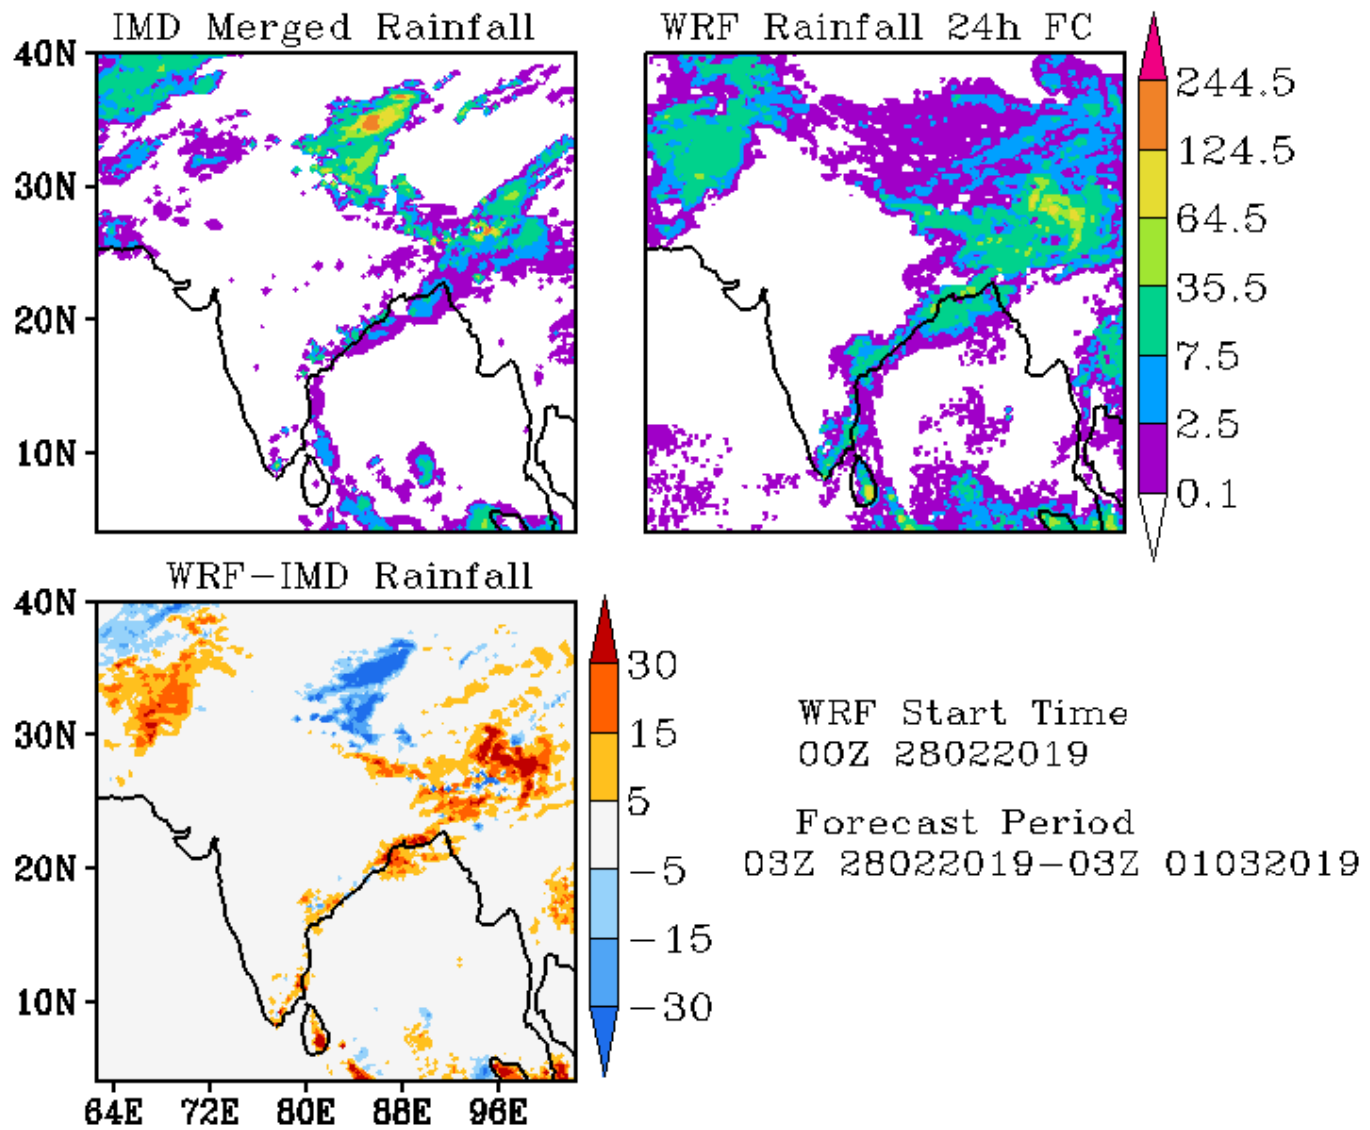 IMD Merged Rainfall
WRF Rainfall 24h FC
40N
30N
20N
10N
244.5
124.5
64.5
35.5
7.5
2.5
0.1
WRF-IMD Rainfall
40N
30N
20N
10N
64E 72E 80E 88E 96E
30
15
5
-5
-15
-30
WRF Start Time
00Z 28022019
Forecast Period
03Z 28022019-03Z 01032019